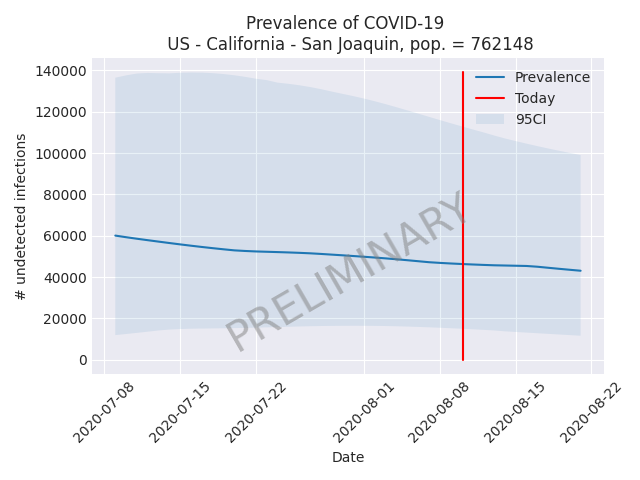 Prevalence of COVID-19
US - California - San Joaquin, pop. = 762148
140000
120000
100000
80000
60000
40000
20000
0
# undetected infections
Prevalence
Today
95CI
PRELIMINARY
2020-07-08
2020-07-15
2020-07-22
2020-08-01
2020-08-08
2020-08-15
2020-08-22
Date